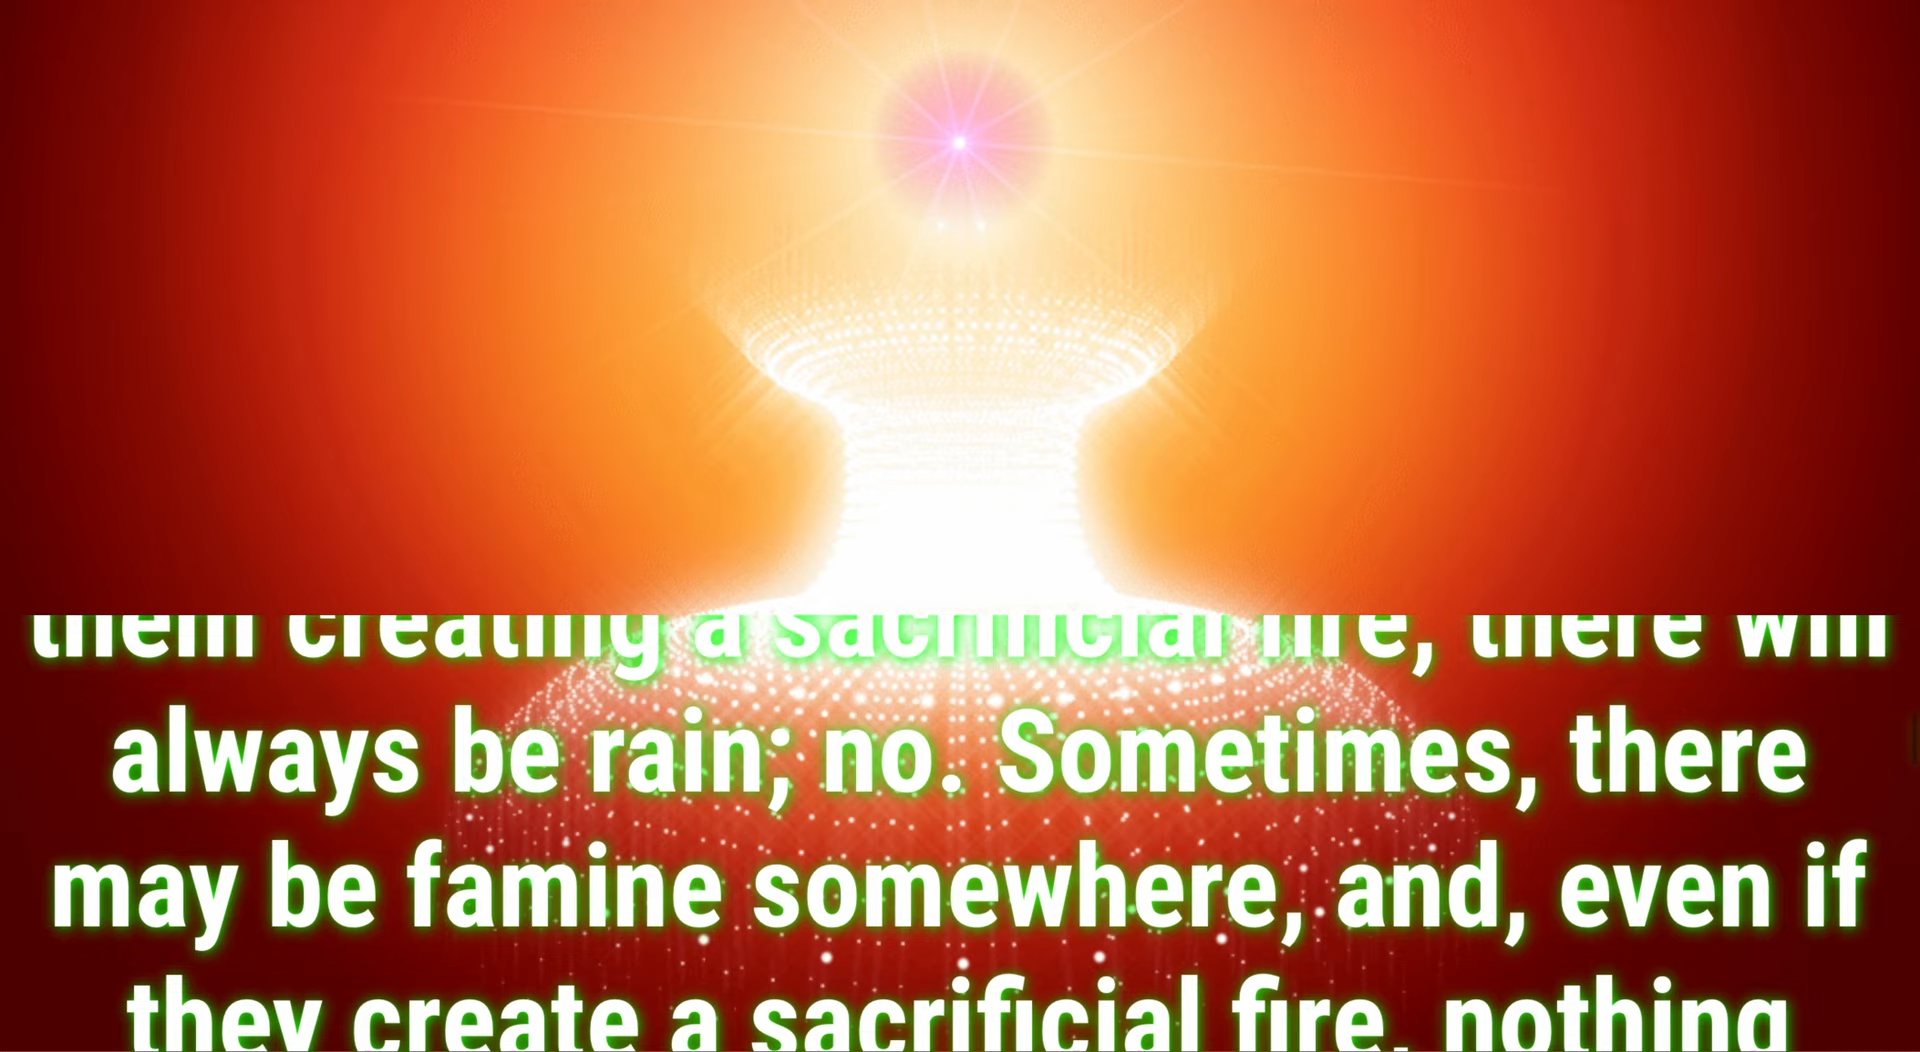 them creating a sacrificial fire, there will
always be rain; no. Sometimes, there
may be famine somewhere, and, even if
they create a sacrificial fire, nothing